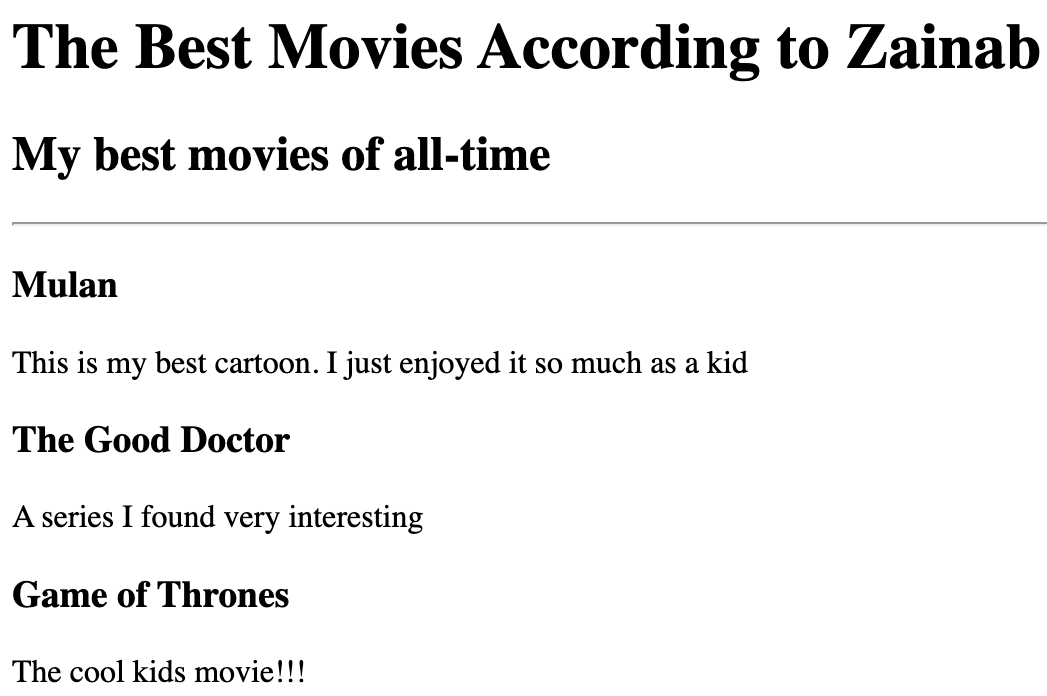 The Best Movies According to Zainab
My best movies of all-time
Mulan
This is my best cartoon. I just enjoyed it so much as a kid
The Good Doctor
A series I found very interesting
Game of Thrones
The cool kids movie!!!